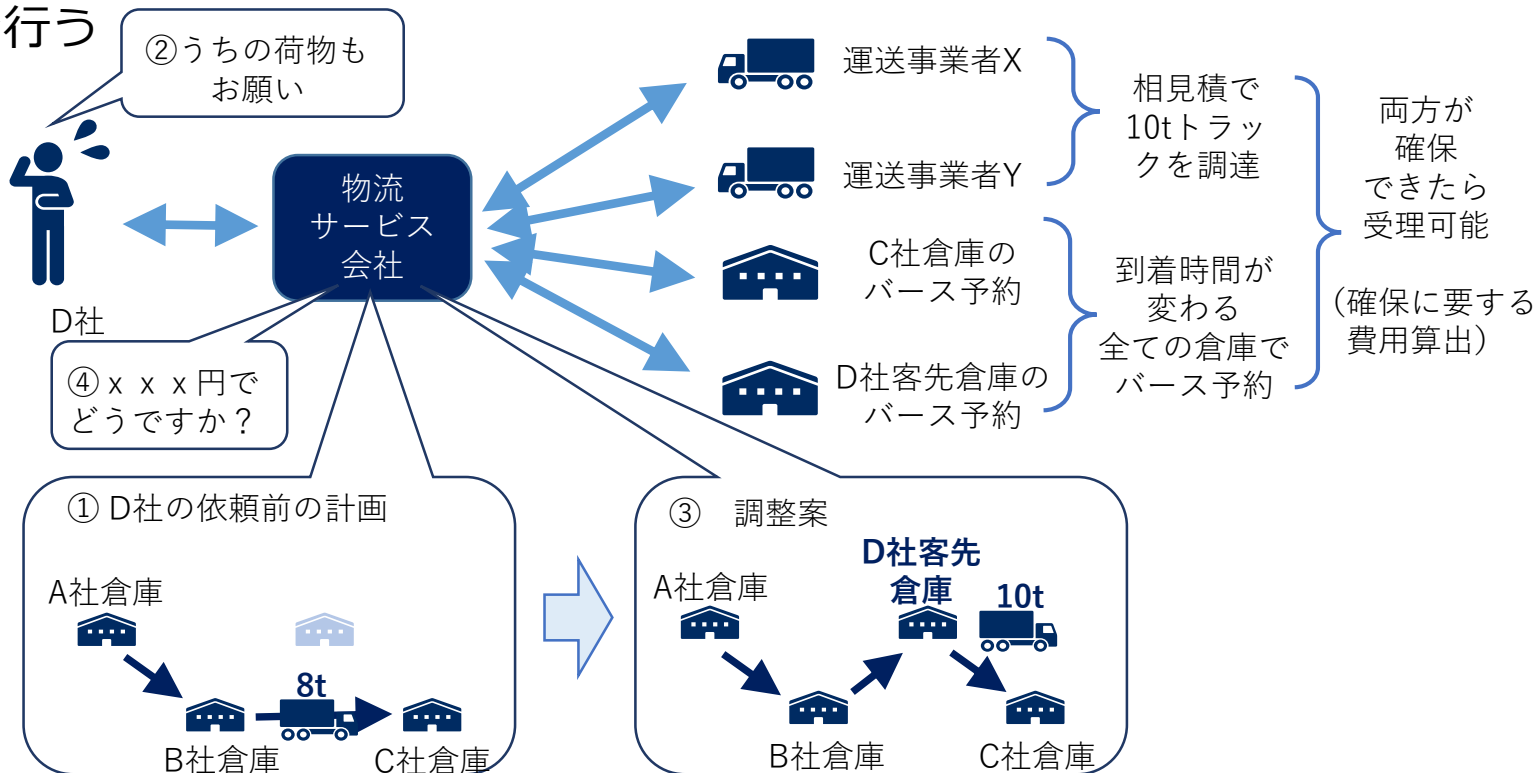 行う
②うちの荷物も
お願い
D社
物流
サービス
会社
④ｘｘｘ円で
どうですか？
運送事業者X
運送事業者Y
C社倉庫の
バース予約
D社客先倉庫の
バース予約
相見積で
10tトラッ
クを調達
到着時間が
変わる
全ての倉庫で
バース予約
両方が
確保
できたら
受理可能
（確保に要する
費用算出）
① D社の依頼前の計画
A社倉庫
8t
B社倉庫
C社倉庫
③　調整案
A社倉庫
D社客先
倉庫
10t
B社倉庫
C社倉庫